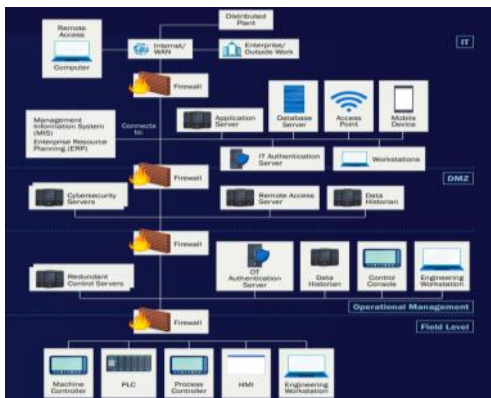 Distributed
Plant
Remote
Access
Computer
Internet/
WAN
Enterprise/
Outside Work
IT
Firewall
Management
Information System
(MIS)
Enterprise Resource
Planning (ERP)
Connects
to:
Application
Server
Database
Server
Access
Point
Mobile
Device
IT Authentication
Server
Workstations
Firewall
DMZ
Cybersecurity
Servers
Remote Access
Server
Data
Historian
Firewall
Redundant
Control Servers
OT
Authentication
Server
Data
Historian
Control
Console
Engineering
Workstation
Operational Management
Firewall
Field Level
Machine
Controller
PLC
Process
Controller
HMI
Engineering
Workstation